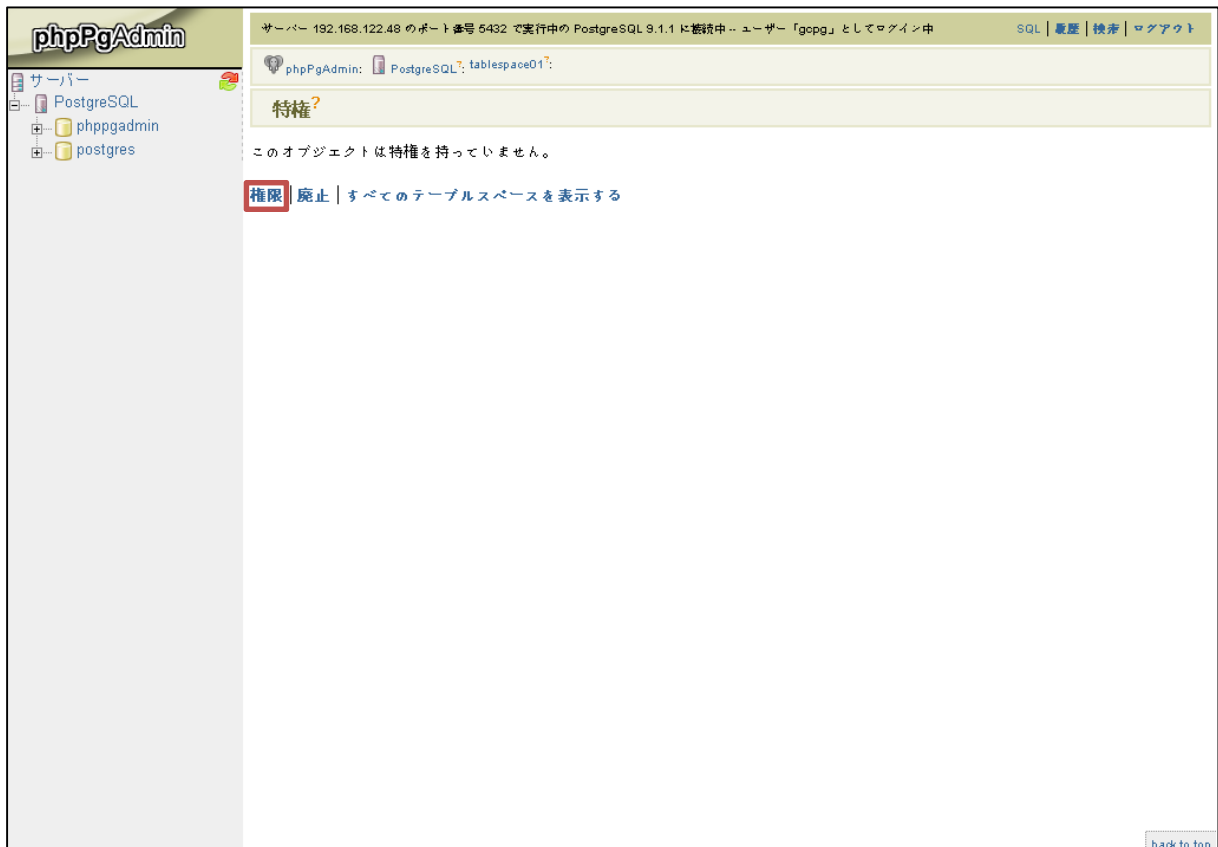 phpPgAdmin
サーバー 192.168.122.48 のポート番号 5432 で実行中の PostgreSQL 9.1.1 に接続中 -- ユーザー「gcpg」としてログイン中
SQL | 履歴 | 検索 | ログアウト
phpPgAdmin: PostgreSQL?: tablespace01?:
サーバー
PostgreSQL
phppgadmin
postgres
特権?
このオブジェクトは特権を持っていません。
権限 | 廃止 | すべてのテーブルスペースを表示する
back to top